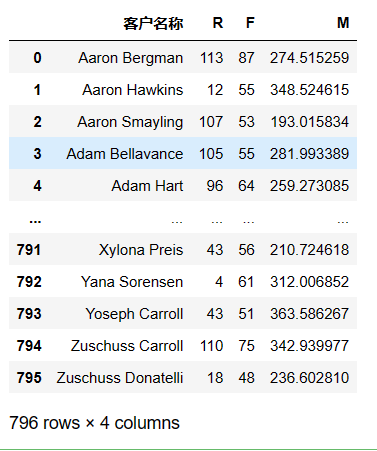 客户名称 R F M
0 Aaron Bergman 113 87 274.515259
1 Aaron Hawkins 12 55 348.524615
2 Aaron Smayling 107 53 193.015834
3 Adam Bellavance 105 55 281.993389
4 Adam Hart 96 64 259.273085
... ... ... ... ...
791 Xylona Preis 43 56 210.724618
792 Yana Sorensen 4 61 312.006852
793 Yoseph Carroll 43 51 363.586267
794 Zuschuss Carroll 110 75 342.939977
795 Zuschuss Donatelli 18 48 236.602810
796 rows × 4 columns